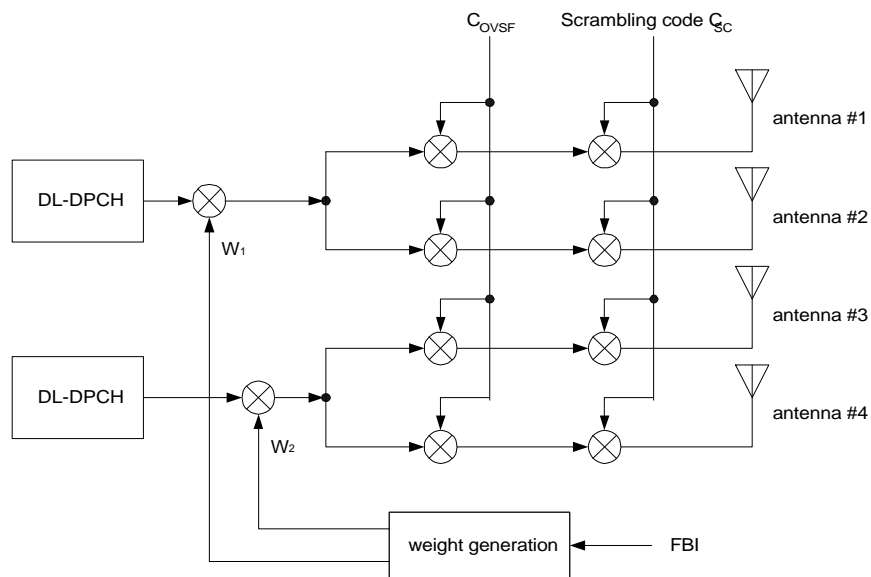 C_OVSF
Scrambling code C_SC
antenna #1
DL-DPCH
antenna #2
W₁
antenna #3
DL-DPCH
antenna #4
W₂
weight generation
FBI